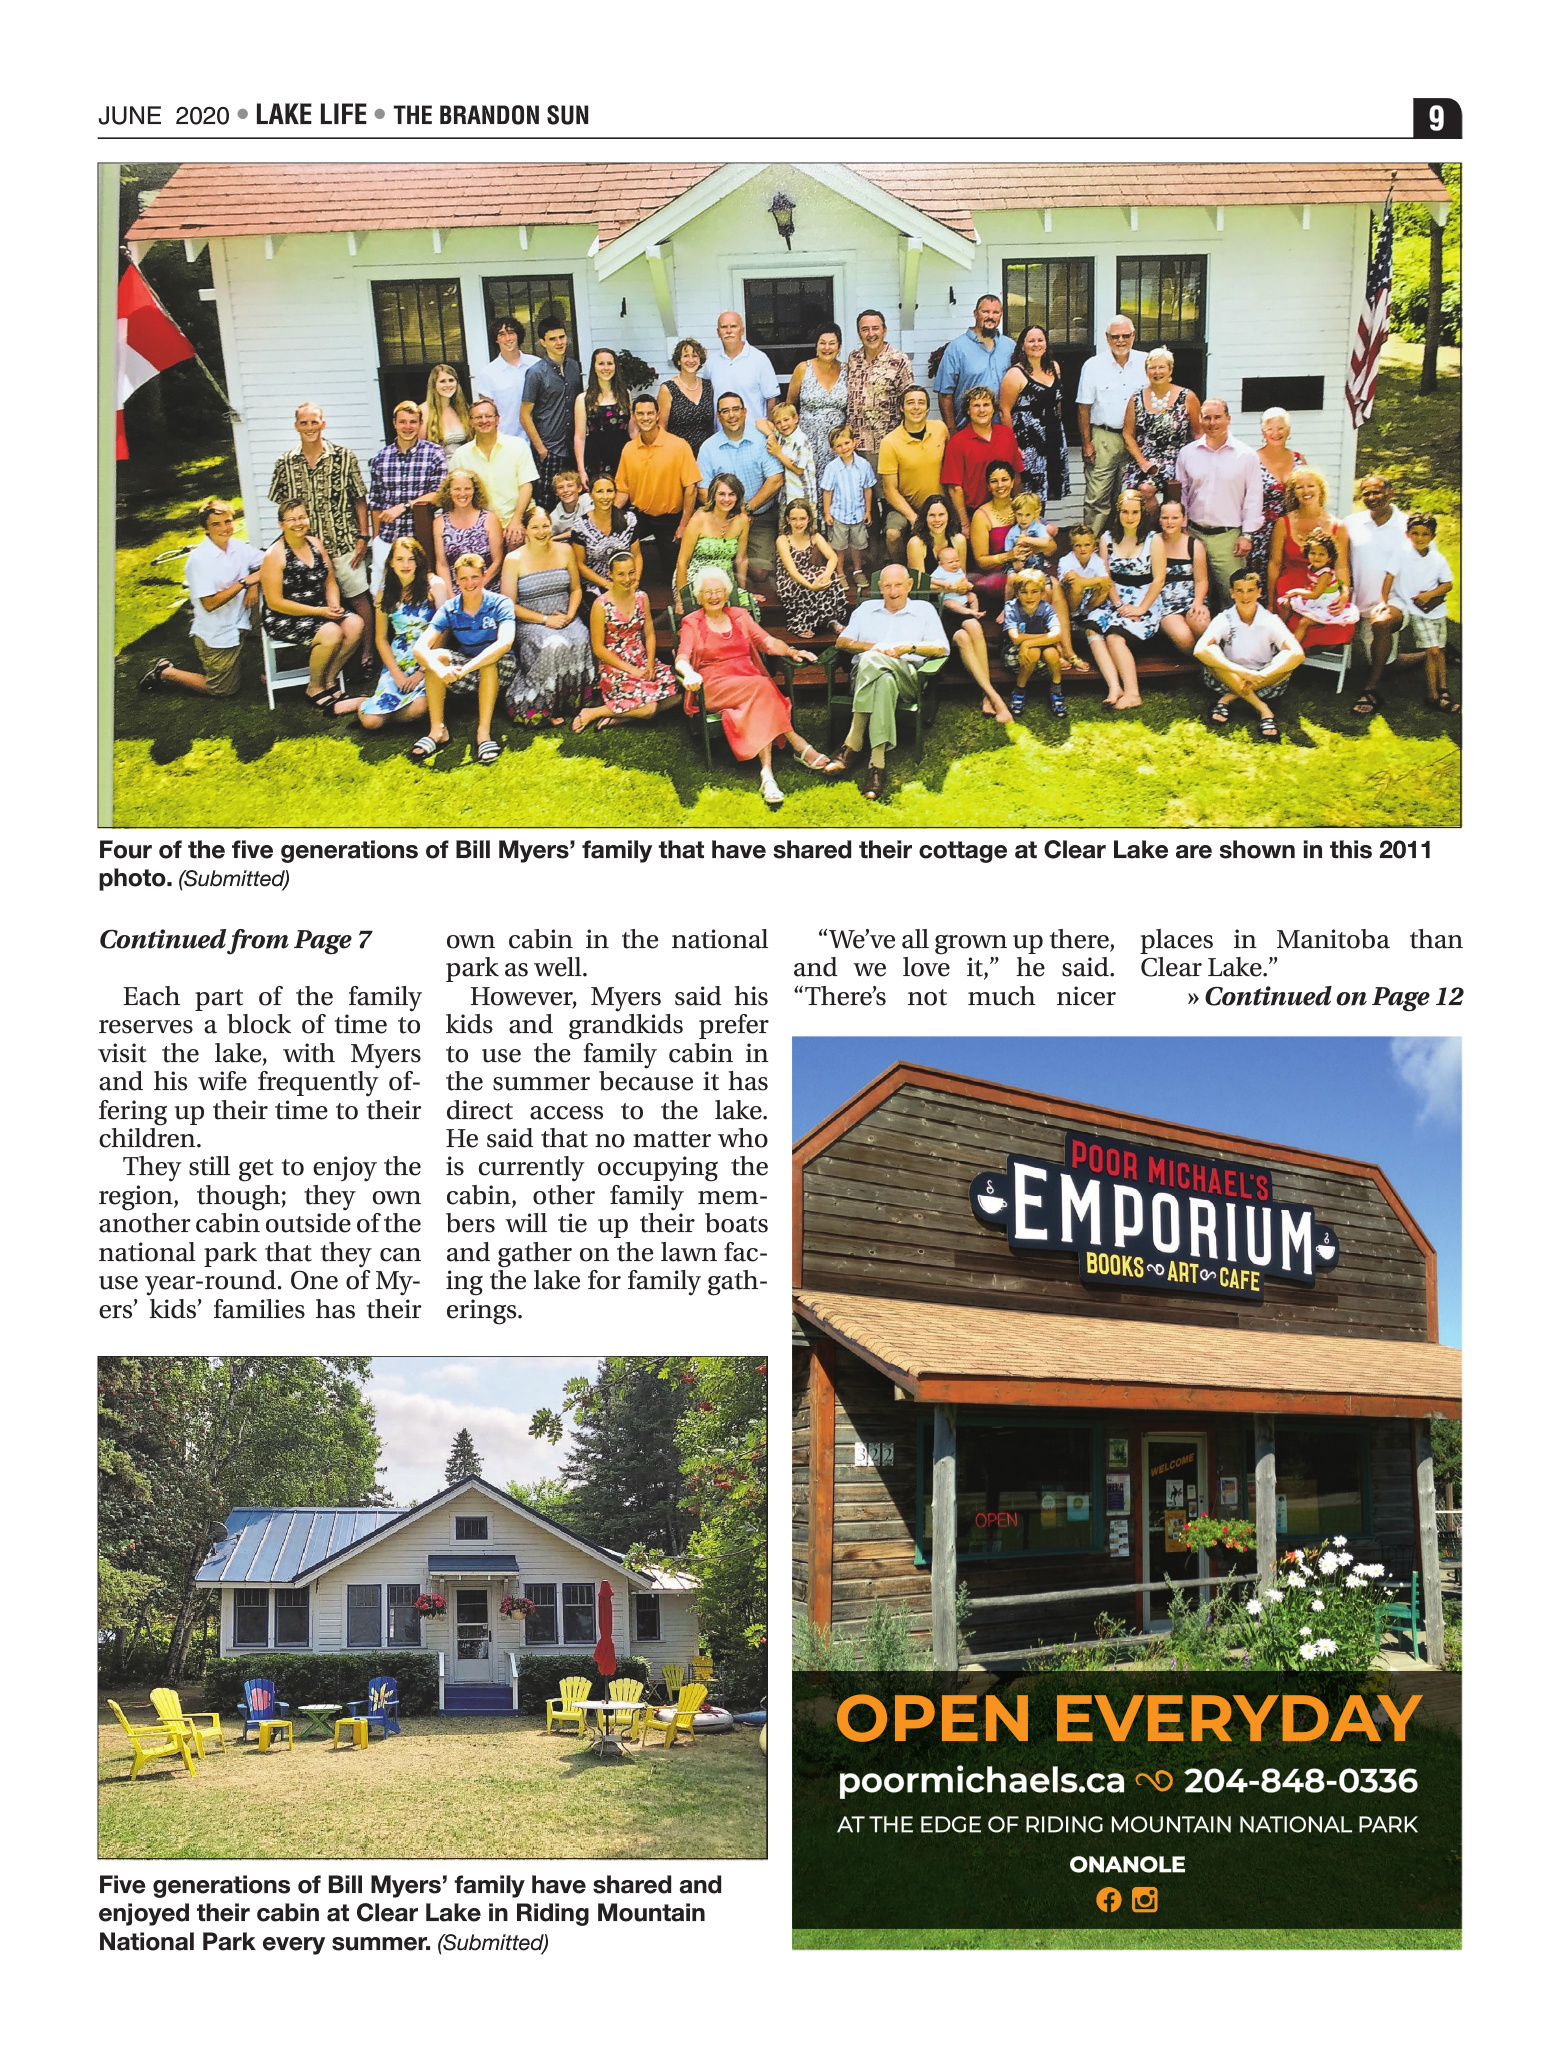 JUNE 2020 • LAKE LIFE • THE BRANDON SUN
9
Four of the five generations of Bill Myers’ family that have shared their cottage at Clear Lake are shown in this 2011
photo. (Submitted)
Continued from Page 7
Each part of the family
reserves a block of time to
visit the lake, with Myers
and his wife frequently of-
fering up their time to their
children.
They still get to enjoy the
region, though; they own
another cabin outside of the
national park that they can
use year-round. One of My-
ers’ kids’ families has their
own cabin in the national
park as well.
However, Myers said his
kids and grandkids prefer
to use the family cabin in
the summer because it has
direct access to the lake.
He said that no matter who
is currently occupying the
cabin, other family mem-
bers will tie up their boats
and gather on the lawn fac-
ing the lake for family gath-
erings.
“We’ve all grown up there,
and we love it,” he said.
“There’s not much nicer
places in Manitoba than
Clear Lake.”
» Continued on Page 12
Five generations of Bill Myers’ family have shared and
enjoyed their cabin at Clear Lake in Riding Mountain
National Park every summer. (Submitted)
POOR MICHAEL'S
EMPORIUM
BOOKS ART CAFE
322
WELCOME
OPEN
OPEN EVERYDAY
poormichaels.ca 204-848-0336
AT THE EDGE OF RIDING MOUNTAIN NATIONAL PARK
ONANOLE